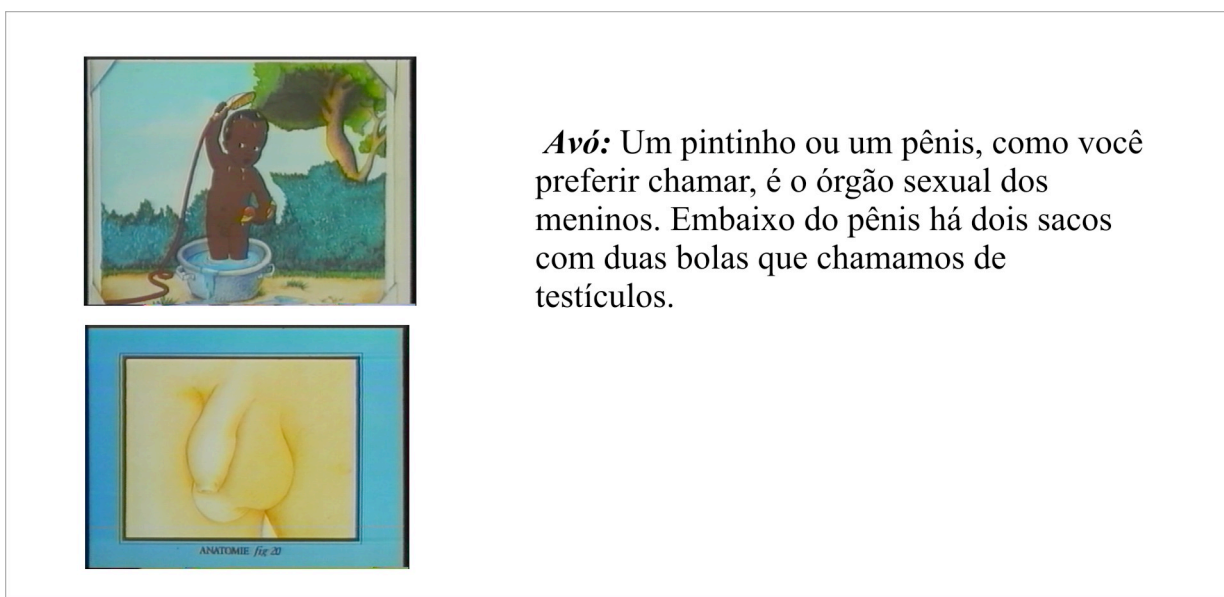 Avó: Um pintinho ou um pênis, como você
preferir chamar, é o órgão sexual dos
meninos. Embaixo do pênis há dois sacos
com duas bolas que chamamos de
testículos.
ANATOMIE fig 20